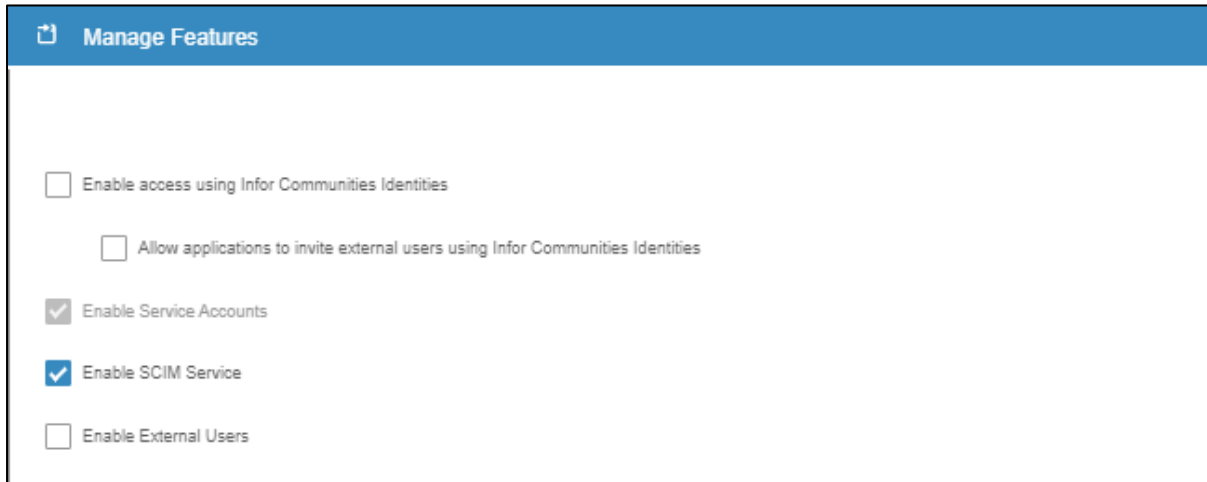 Manage Features
Enable access using Infor Communities Identities
Allow applications to invite external users using Infor Communities Identities
Enable Service Accounts
Enable SCIM Service
Enable External Users